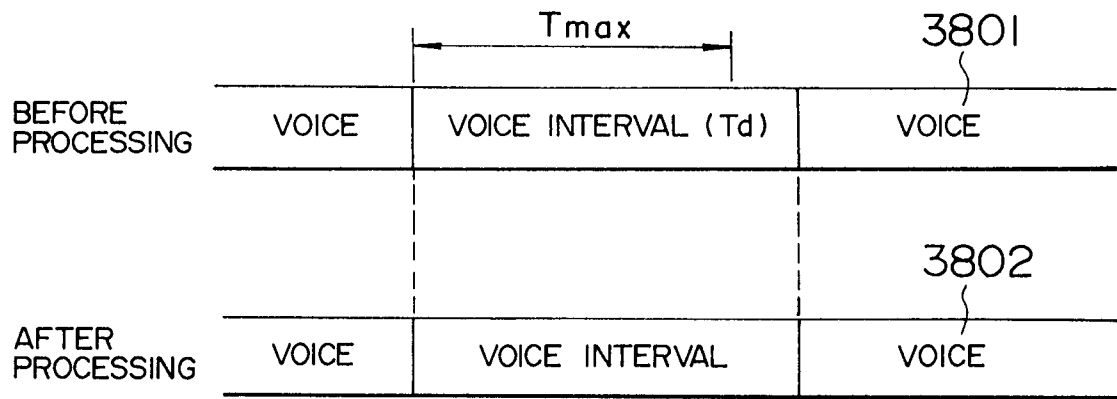 Tmax
3801
BEFORE
PROCESSING
VOICE
VOICE INTERVAL (Td)
VOICE
3802
AFTER
PROCESSING
VOICE
VOICE INTERVAL
VOICE